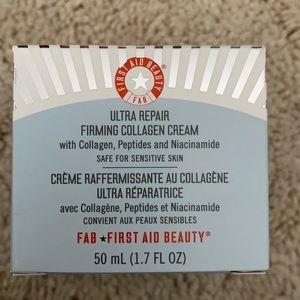 FIRST AID BEAUTY®
FAB
ULTRA REPAIR
FIRMING COLLAGEN CREAM
with Collagen, Peptides and Niacinamide
SAFE FOR SENSITIVE SKIN
CRÈME RAFFERMISSANTE AU COLLAGÈNE
ULTRA RÉPARATRICE
avec Collagène, Peptides et Niacinamide
CONVIENT AUX PEAUX SENSIBLES
FAB★FIRST AID BEAUTY®
50 mL (1.7 FL OZ)